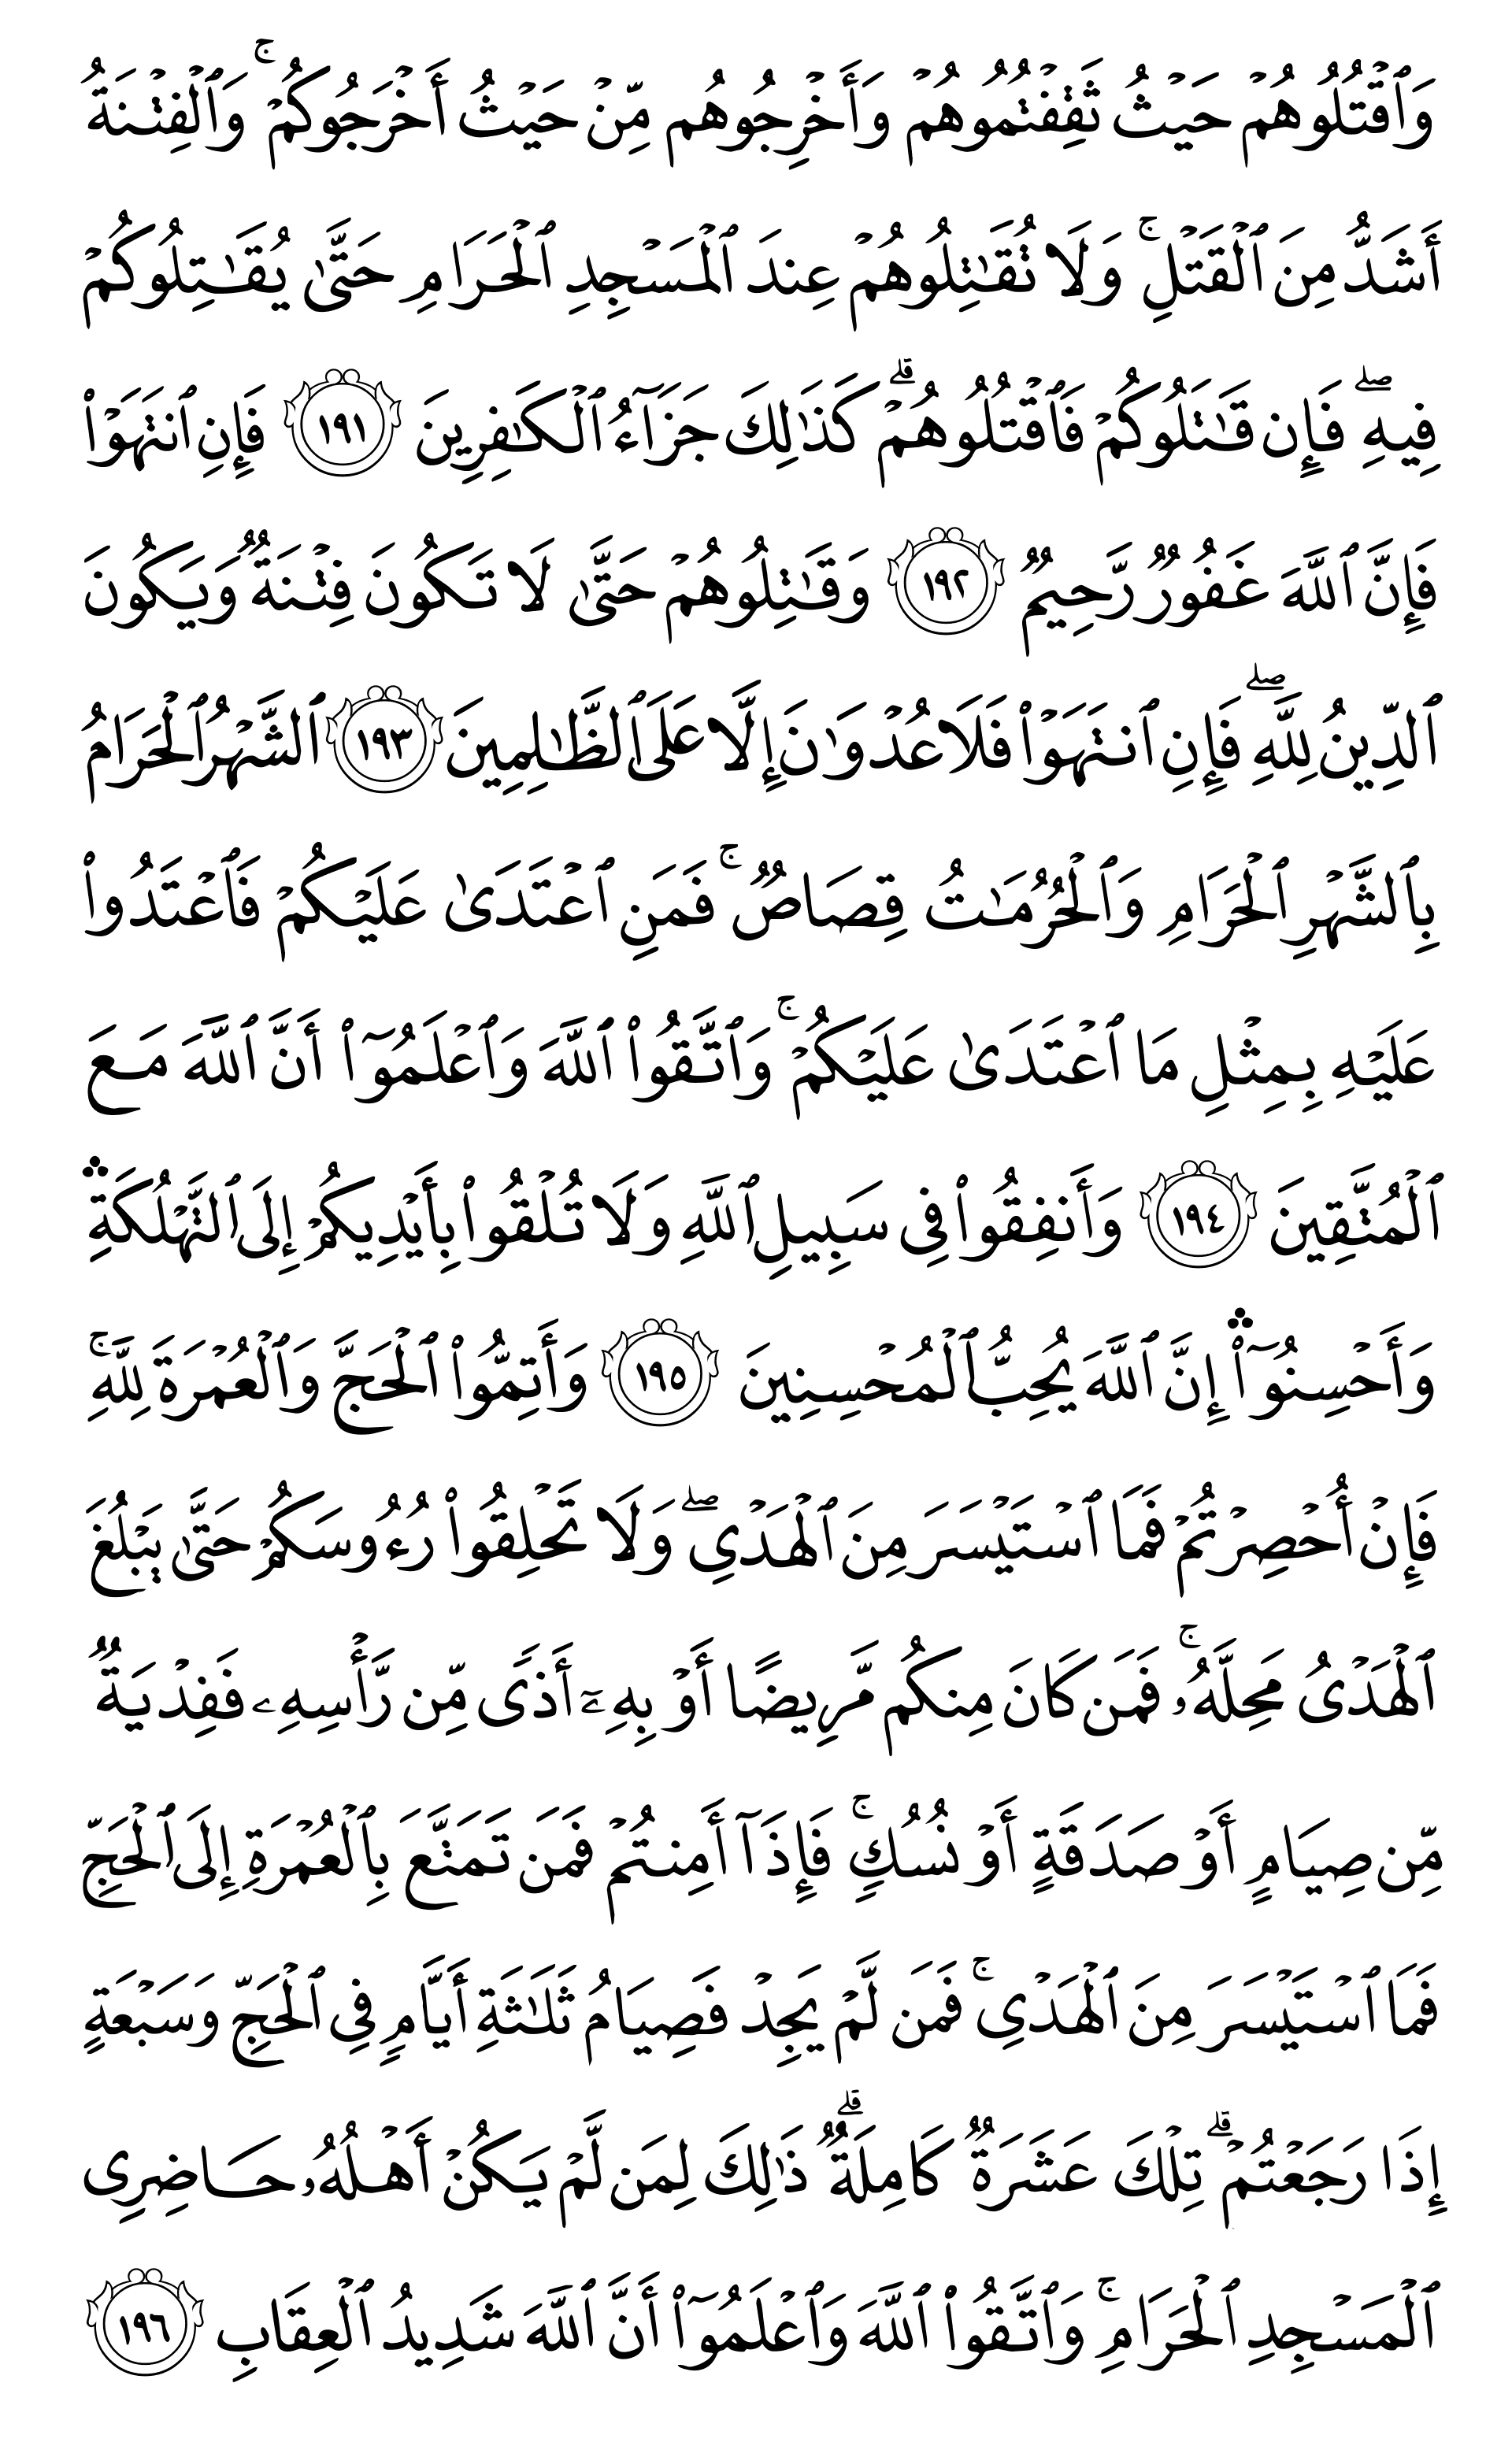 وَٱقۡتُلُوهُمۡ حَيۡثُ ثَقِفۡتُمُوهُمۡ وَأَخۡرِجُوهُم مِّنۡ حَيۡثُ أَخۡرَجُوكُمۡۚ وَٱلۡفِتۡنَةُ
أَشَدُّ مِنَ ٱلۡقَتۡلِۚ وَلَا تُقَٰتِلُوهُمۡ عِندَ ٱلۡمَسۡجِدِ ٱلۡحَرَامِ حَتَّىٰ يُقَٰتِلُوكُمۡ
فِيهِۖ فَإِن قَٰتَلُوكُمۡ فَٱقۡتُلُوهُمۡۗ كَذَٰلِكَ جَزَآءُ ٱلۡكَٰفِرِينَ ١٩١ فَإِنِ ٱنتَهَوۡاْ
فَإِنَّ ٱللَّهَ غَفُورٞ رَّحِيمٞ ١٩٢ وَقَٰتِلُوهُمۡ حَتَّىٰ لَا تَكُونَ فِتۡنَةٞ وَيَكُونَ
ٱلدِّينُ لِلَّهِۖ فَإِنِ ٱنتَهَوۡاْ فَلَا عُدۡوَٰنَ إِلَّا عَلَى ٱلظَّٰلِمِينَ ١٩٣ ٱلشَّهۡرُ ٱلۡحَرَامُ
بِٱلشَّهۡرِ ٱلۡحَرَامِ وَٱلۡحُرُمَٰتُ قِصَاصٞۚ فَمَنِ ٱعۡتَدَىٰ عَلَيۡكُمۡ فَٱعۡتَدُواْ
عَلَيۡهِ بِمِثۡلِ مَا ٱعۡتَدَىٰ عَلَيۡكُمۡۚ وَٱتَّقُواْ ٱللَّهَ وَٱعۡلَمُوٓاْ أَنَّ ٱللَّهَ مَعَ
ٱلۡمُتَّقِينَ ١٩٤ وَأَنفِقُواْ فِي سَبِيلِ ٱللَّهِ وَلَا تُلۡقُواْ بِأَيۡدِيكُمۡ إِلَى ٱلتَّهۡلُكَةِۛ
وَأَحۡسِنُوٓاْۛ إِنَّ ٱللَّهَ يُحِبُّ ٱلۡمُحۡسِنِينَ ١٩٥ وَأَتِمُّواْ ٱلۡحَجَّ وَٱلۡعُمۡرَةَ لِلَّهِۚ
فَإِنۡ أُحۡصِرۡتُمۡ فَمَا ٱسۡتَيۡسَرَ مِنَ ٱلۡهَدۡيِۖ وَلَا تَحۡلِقُواْ رُءُوسَكُمۡ حَتَّىٰ يَبۡلُغَ
ٱلۡهَدۡيُ مَحِلَّهُۥۚ فَمَن كَانَ مِنكُم مَّرِيضًا أَوۡ بِهِۦٓ أَذٗى مِّن رَّأۡسِهِۦ فَفِدۡيَةٞ
مِّن صِيَامٍ أَوۡ صَدَقَةٍ أَوۡ نُسُكٖۚ فَإِذَآ أَمِنتُمۡ فَمَن تَمَتَّعَ بِٱلۡعُمۡرَةِ إِلَى ٱلۡحَجِّ
فَمَا ٱسۡتَيۡسَرَ مِنَ ٱلۡهَدۡيِۚ فَمَن لَّمۡ يَجِدۡ فَصِيَامُ ثَلَٰثَةِ أَيَّامٖ فِي ٱلۡحَجِّ وَسَبۡعَةٍ
إِذَا رَجَعۡتُمۡۗ تِلۡكَ عَشَرَةٞ كَامِلَةٞۗ ذَٰلِكَ لِمَن لَّمۡ يَكُنۡ أَهۡلُهُۥ حَاضِرِي
ٱلۡمَسۡجِدِ ٱلۡحَرَامِۚ وَٱتَّقُواْ ٱللَّهَ وَٱعۡلَمُوٓاْ أَنَّ ٱللَّهَ شَدِيدُ ٱلۡعِقَابِ ١٩٦